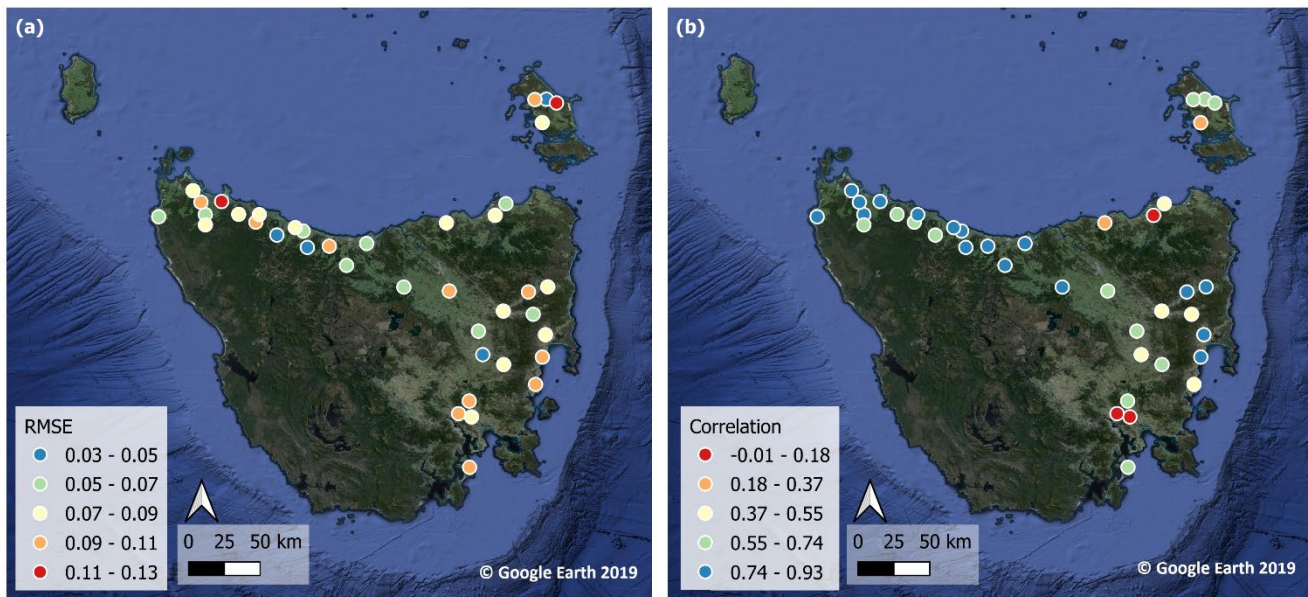 (a)
RMSE
0.03 - 0.05
0.05 - 0.07
0.07 - 0.09
0.09 - 0.11
0.11 - 0.13
0 25 50 km
© Google Earth 2019
(b)
Correlation
-0.01 - 0.18
0.18 - 0.37
0.37 - 0.55
0.55 - 0.74
0.74 - 0.93
0 25 50 km
© Google Earth 2019